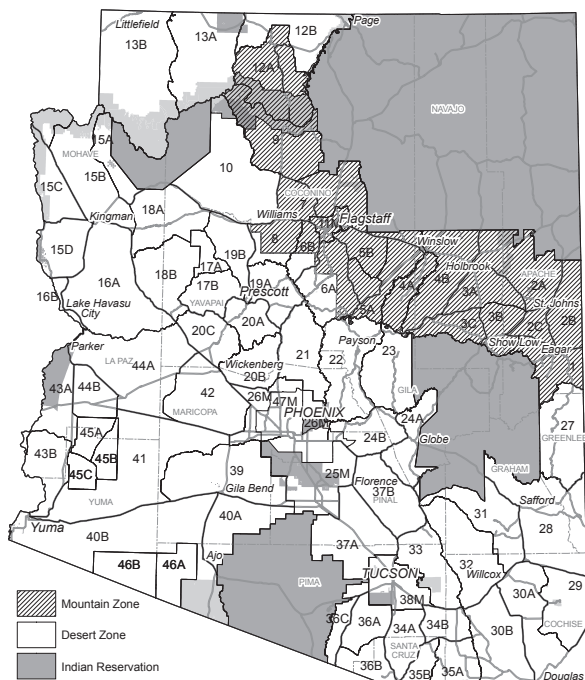 Littlefield
Page
13B
13A
12B
12A
NAVAJO
15A
MOHAVE
15B
10
9
15C
COCONINO
7
Kingman
18A
Williams
11M
Flagstaff
8
6B
5B
Winslow
15D
19B
4A
4B
Holbrook
APACHE
2A
18B
17A
16A
17B
19A
Prescott
6A
3A
St. Johns
16B
Lake Havasu
City
YAVAPAI
5A
3C
3B
2C
2B
20C
20A
Show Low
Parker
Payson
Eagar
LA PAZ
44A
Wickenberg
21
22
23
1
43A
44B
42
20B
GILA
26M
47M
MARICOPA
PHOENIX
26M
24A
27
45A
24B
Globe
GREENLEE
43B
45B
41
39
45C
25M
Florence
GRAHAM
Gila Bend
37B
PINAL
Safford
YUMA
31
Yuma
40A
28
40B
37A
33
Ajo
46B
46A
TUCSON
32
Willcox
PIMA
29
38M
30A
36C
36A
34A
34B
COCHISE
SANTA
CRUZ
30B
36B
35B
35A
Douglas
Mountain Zone
Desert Zone
Indian Reservation